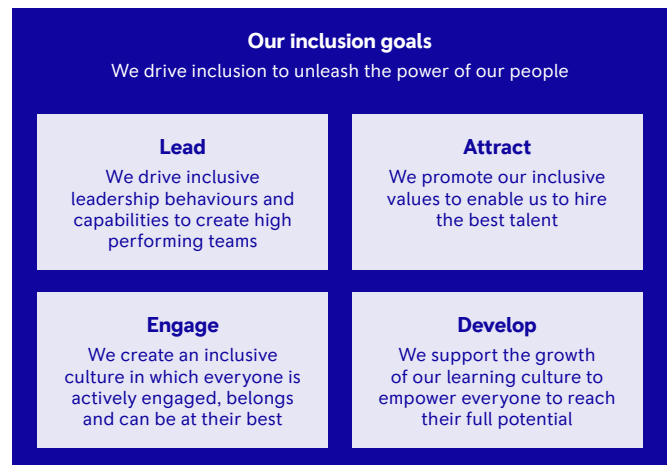 Our inclusion goals
We drive inclusion to unleash the power of our people
Lead
We drive inclusive
leadership behaviours and
capabilities to create high
performing teams
Attract
We promote our inclusive
values to enable us to hire
the best talent
Engage
We create an inclusive
culture in which everyone is
actively engaged, belongs
and can be at their best
Develop
We support the growth
of our learning culture to
empower everyone to reach
their full potential